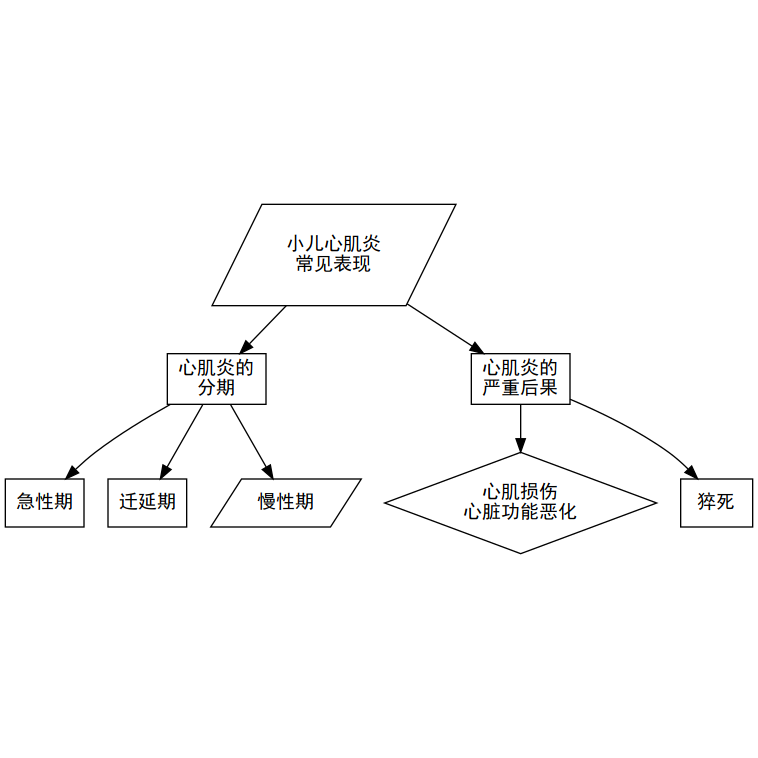 小儿心肌炎
常见表现
心肌炎的
分期
心肌炎的
严重后果
急性期
迁延期
慢性期
心肌损伤
心脏功能恶化
猝死